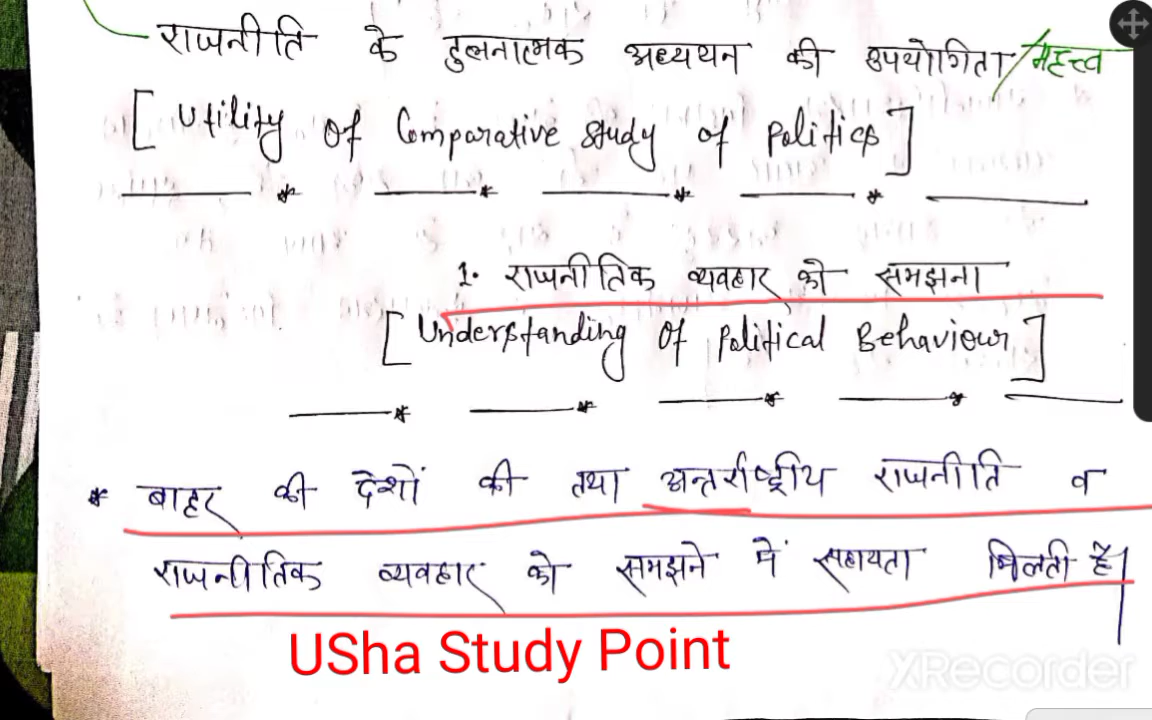 राजनीति के तुलनात्मक अध्ययन की उपयोगिता/महत्त्व
[Utility of Comparative study of politics]
1. राजनीतिक व्यवहार को समझना
[Understanding of political Behaviour]
* बाहर की देशों की तथा अन्तर्राष्ट्रीय राजनीति व
राजनीतिक व्यवहार को समझने में सहायता मिलती है।
USha Study Point
XRecorder